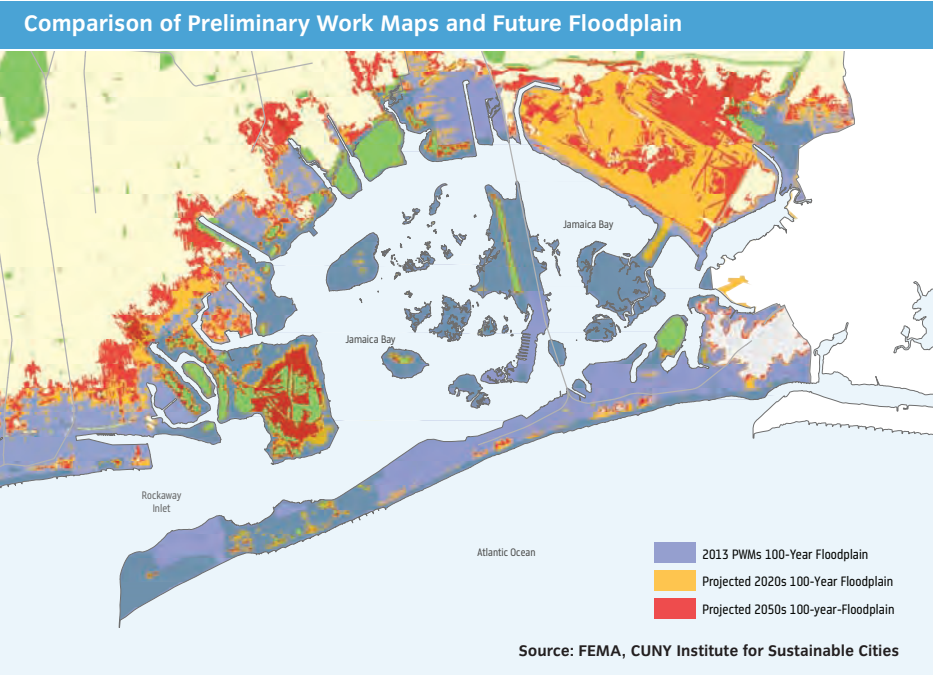 Comparison of Preliminary Work Maps and Future Floodplain
Jamaica Bay
Jamaica Bay
Rockaway
Inlet
Atlantic Ocean
2013 PWMs 100-Year Floodplain
Projected 2020s 100-Year Floodplain
Projected 2050s 100-year-Floodplain
Source: FEMA, CUNY Institute for Sustainable Cities